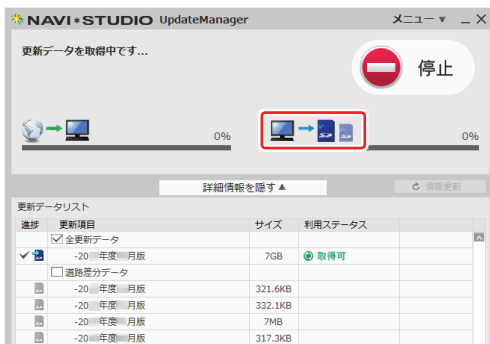 NAVI*STUDIO UpdateManager メニュー ▼
更新データを取得中です...
停止
0%
0%
詳細情報を隠す▲
情報更新
更新データリスト
進捗 更新項目 サイズ 利用ステータス
全更新データ
-20 年度 月版 7GB 取得可
道路差分データ
-20 年度 月版 321.6KB
-20 年度 月版 332.1KB
-20 年度 月版 7MB
-20 年度 月版 317.3KB